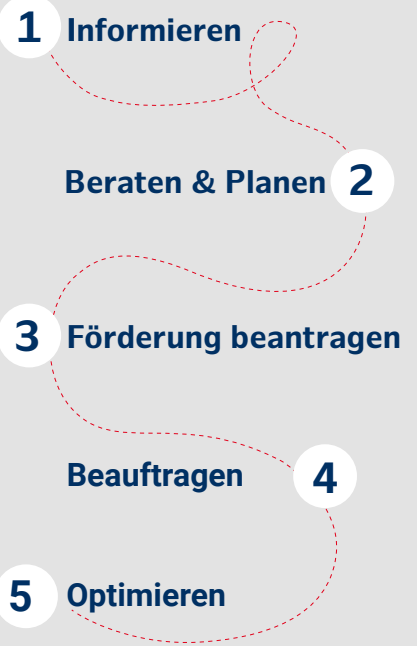 1 Informieren
Beraten & Planen 2
3 Förderung beantragen
Beauftragen 4
5 Optimieren